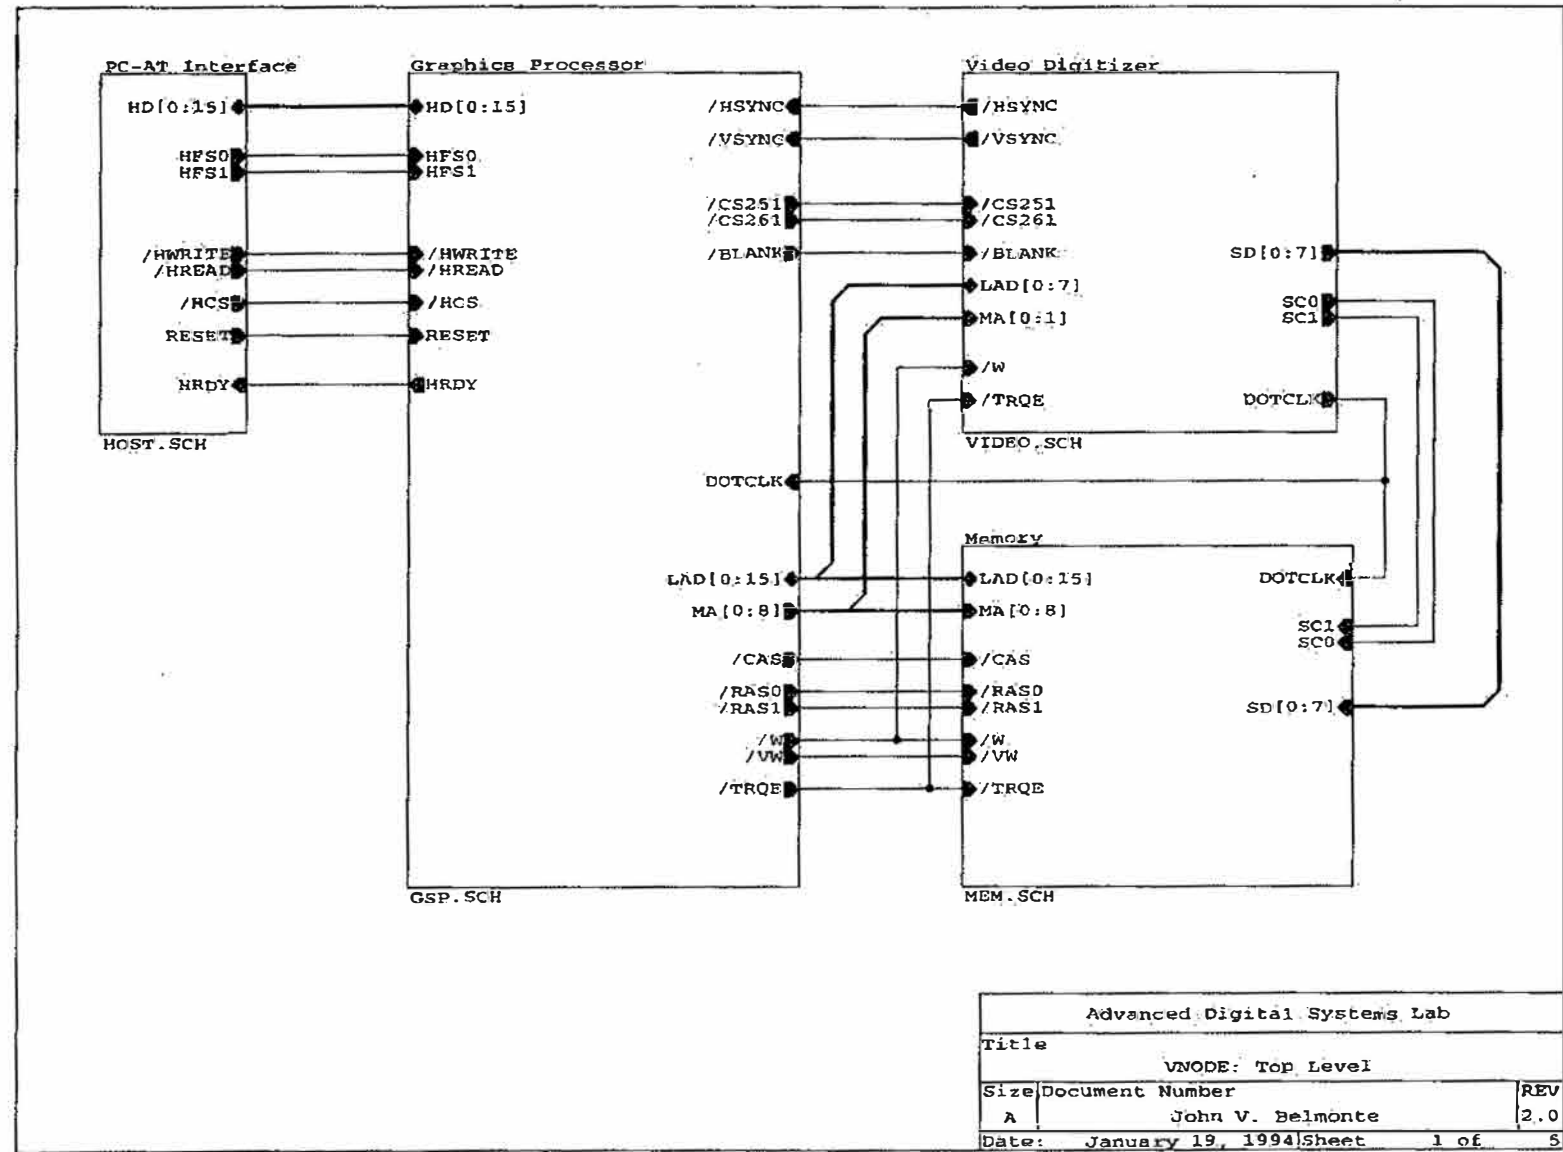 PC-AT Interface
HD[0:15]
HFS0
HFS1
/HWRITE
/HREAD
/HCS
RESET
HRDY
HOST.SCH
Graphics Processor
HD[0:15]
HFS0
HFS1
/HWRITE
/HREAD
/HCS
RESET
HRDY
/HSYNC
/VSYNC
/CS251
/CS261
/BLANK
DOTCLK
LAD[0:15]
MA[0:8]
/CAS
/RAS0
/RAS1
/W
/VW
/TRQE
GSP.SCH
Video Digitizer
/HSYNC
/VSYNC
/CS251
/CS261
/BLANK
LAD[0:7]
MA[0:1]
/W
/TRQE
SD[0:7]
SC0
SC1
DOTCLK
VIDEO.SCH
Memory
LAD[0:15]
MA[0:8]
/CAS
/RAS0
/RAS1
/W
/VW
/TRQE
DOTCLK
SC1
SC0
SD[0:7]
MEM.SCH
Advanced Digital Systems Lab
Title
VNODE: Top Level
Size Document Number REV
A John V. Belmonte 2.0
Date: January 19, 1994 Sheet 1 of 5